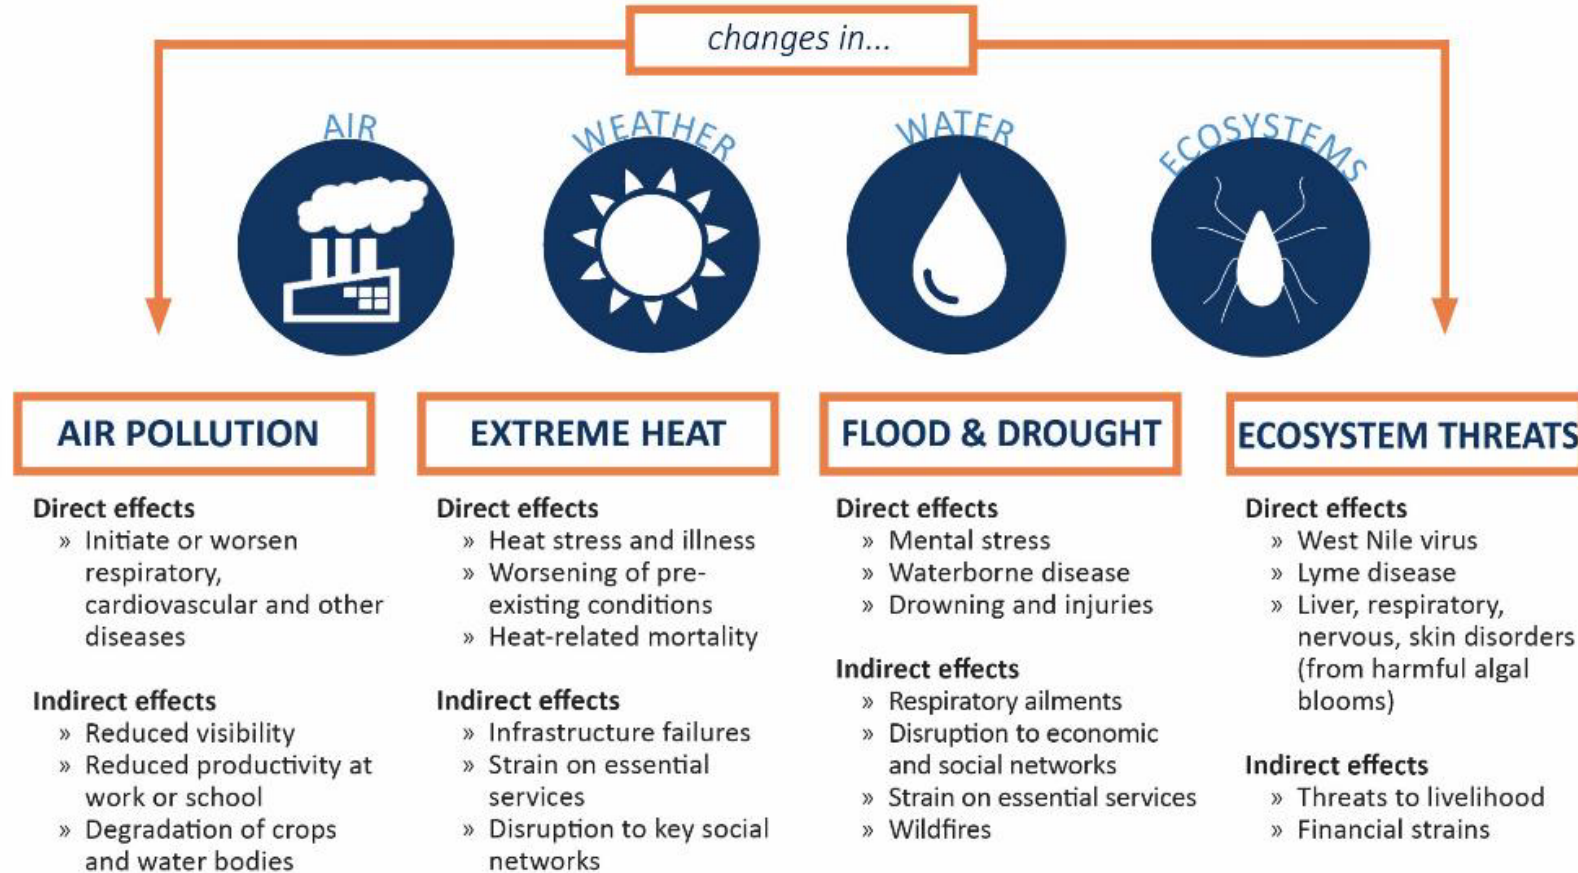 changes in...
AIR
WEATHER
WATER
ECOSYSTEMS
AIR POLLUTION
Direct effects
» Initiate or worsen
respiratory,
cardiovascular and other
diseases
Indirect effects
» Reduced visibility
» Reduced productivity at
work or school
» Degradation of crops
and water bodies
EXTREME HEAT
Direct effects
» Heat stress and illness
» Worsening of pre-
existing conditions
» Heat-related mortality
Indirect effects
» Infrastructure failures
» Strain on essential
services
» Disruption to key social
networks
FLOOD & DROUGHT
Direct effects
» Mental stress
» Waterborne disease
» Drowning and injuries
Indirect effects
» Respiratory ailments
» Disruption to economic
and social networks
» Strain on essential services
» Wildfires
ECOSYSTEM THREATS
Direct effects
» West Nile virus
» Lyme disease
» Liver, respiratory,
nervous, skin disorders
(from harmful algal
blooms)
Indirect effects
» Threats to livelihood
» Financial strains